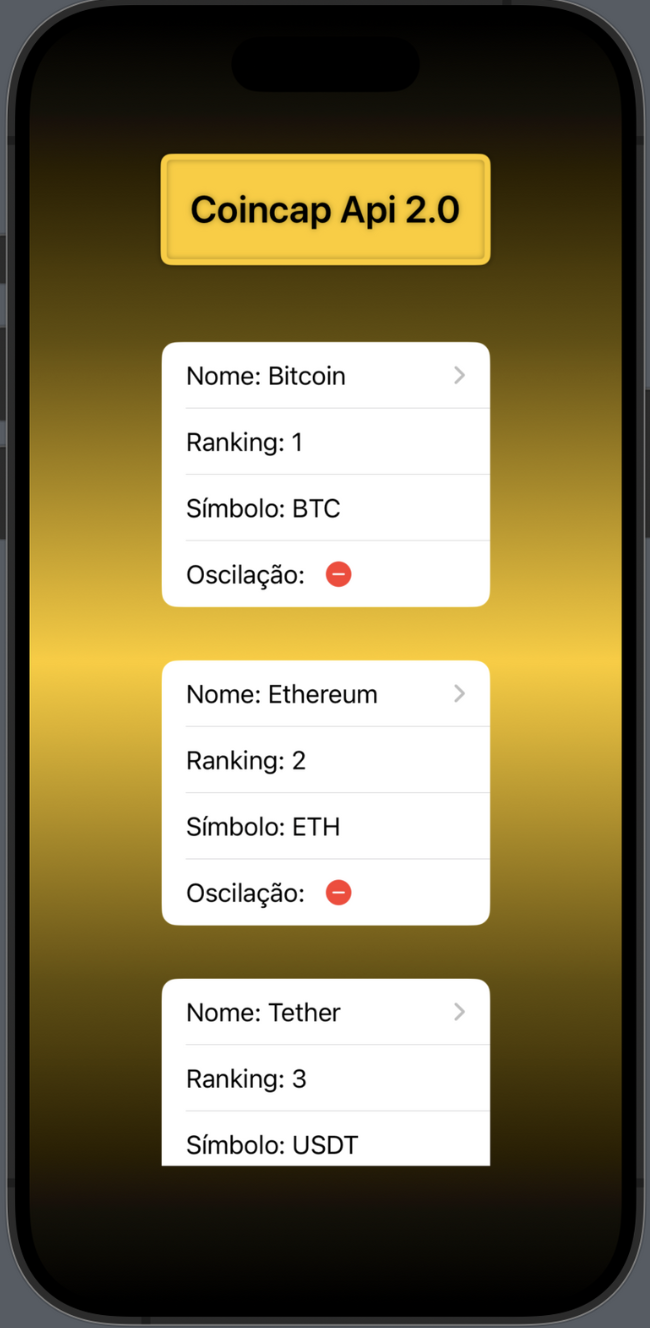 Coincap Api 2.0
Nome: Bitcoin
Ranking: 1
Símbolo: BTC
Oscilação:
Nome: Ethereum
Ranking: 2
Símbolo: ETH
Oscilação:
Nome: Tether
Ranking: 3
Símbolo: USDT